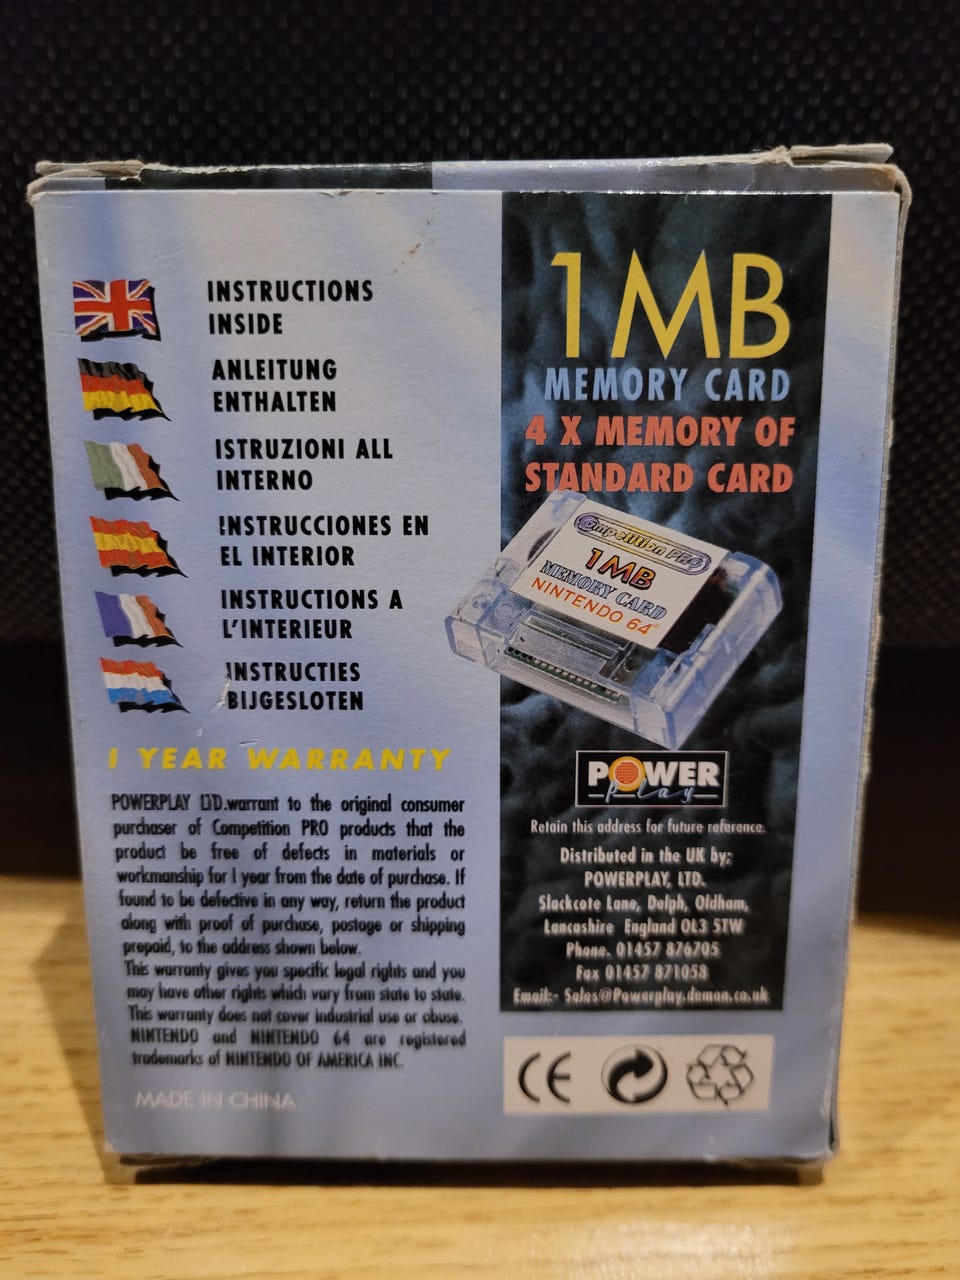 INSTRUCTIONS
INSIDE
ANLEITUNG
ENTHALTEN
ISTRUZIONI ALL
INTERNO
INSTRUCCIONES EN
EL INTERIOR
INSTRUCTIONS A
L'INTERIEUR
INSTRUCTIES
BIJGESLOTEN
1 YEAR WARRANTY
POWERPLAY LTD.warrant to the original consumer
purchaser of Competition PRO products that the
product be free of defects in materials or
workmanship for 1 year from the date of purchase. If
found to be defective in any way, return the product
along with proof of purchase, postage or shipping
prepaid, to the address shown below.
This warranty gives you specific legal rights and you
may have other rights which vary from state to state.
This warranty does not cover industrial use or abuse.
NINTENDO and NINTENDO 64 are registered
trademarks of NINTENDO OF AMERICA INC.
MADE IN CHINA
1MB
MEMORY CARD
4 X MEMORY OF
STANDARD CARD
Competition PRO
1MB
MEMORY CARD
NINTENDO 64®
POWER
Play
Retain this address for future reference.
Distributed in the UK by;
POWERPLAY, LTD.
Slackcote Lane, Delph, Oldham,
Lancashire England OL3 5TW
Phone. 01457 876705
Fax 01457 871058
Email:- Sales@Powerplay.demon.co.uk
CE